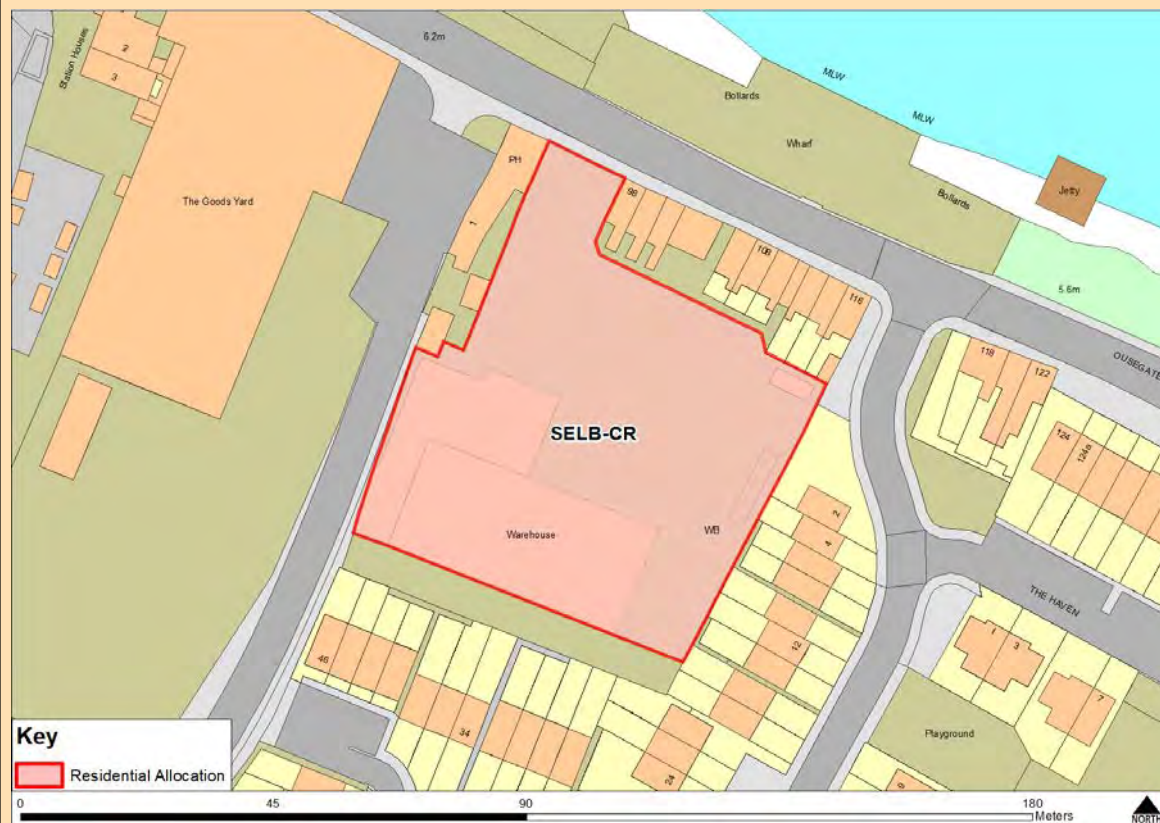 Station Houses
2
3
6.2m
MLW
MLW
Bollards
Wharf
Bollards
Jetty
PH
1
The Goods Yard
98
108
116
5.6m
OUSEGATE
118
122
124
124a
SELB-CR
Warehouse
WB
2
4
12
THE HAVEN
1
3
7
Playground
46
34
24
9
Key
Residential Allocation
0 45 90 180
Meters
NORTH